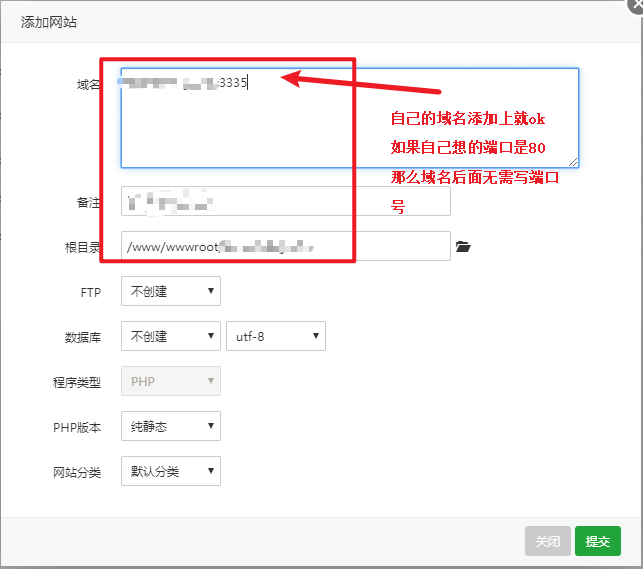 添加网站
域名
:3335
自己的域名添加上就ok
如果自己想的端口是80
那么域名后面无需写端口
号
备注
根目录 /www/wwwroot/
FTP 不创建
数据库 不创建 utf-8
程序类型 PHP
PHP版本 纯静态
网站分类 默认分类
关闭 提交